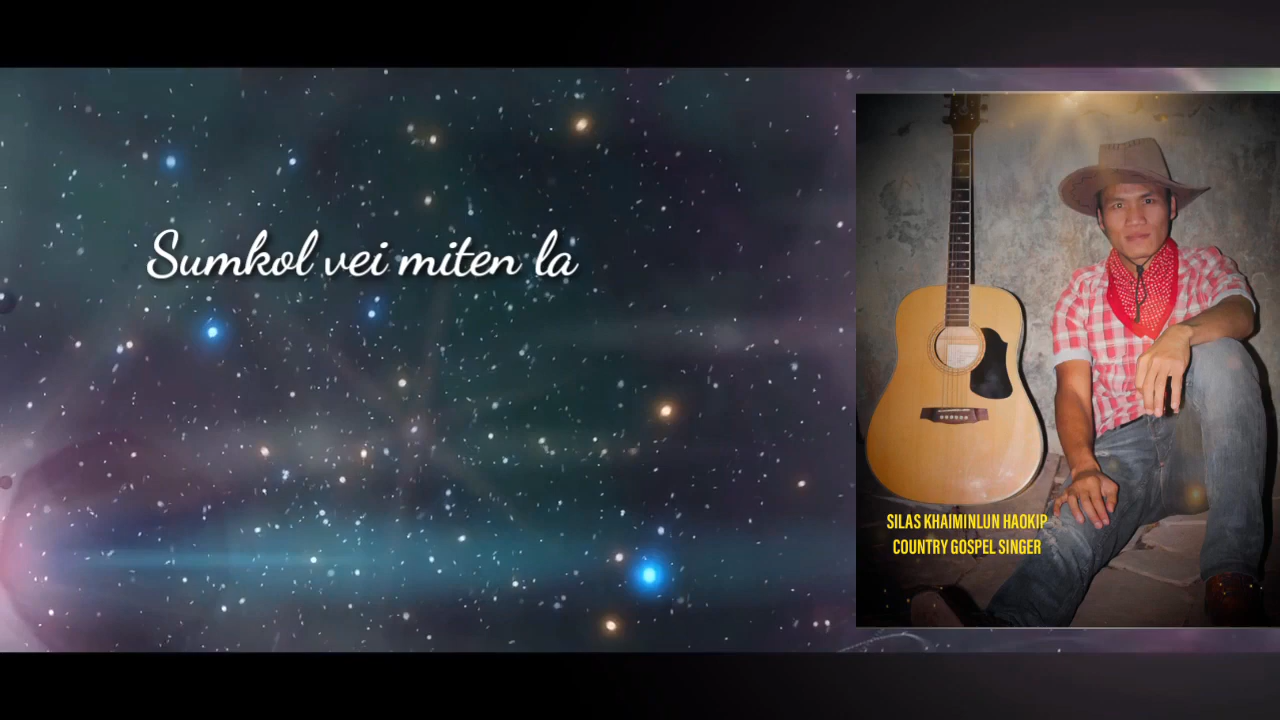 Sumkol vei miten la
SILAS KHAIMINLUN HAOKIP
COUNTRY GOSPEL SINGER